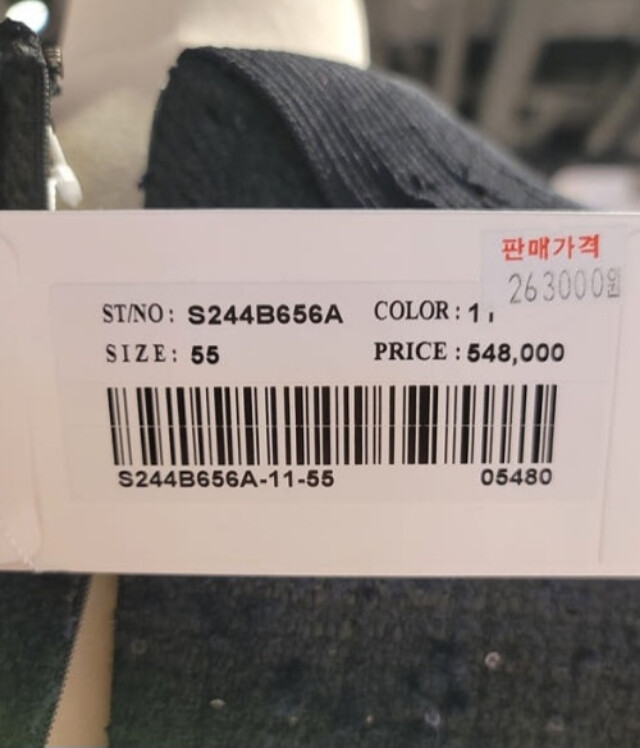 판매가격
263000원
ST/NO: S244B656A COLOR: 11
SIZE: 55 PRICE: 548,000
S244B656A-11-55 05480